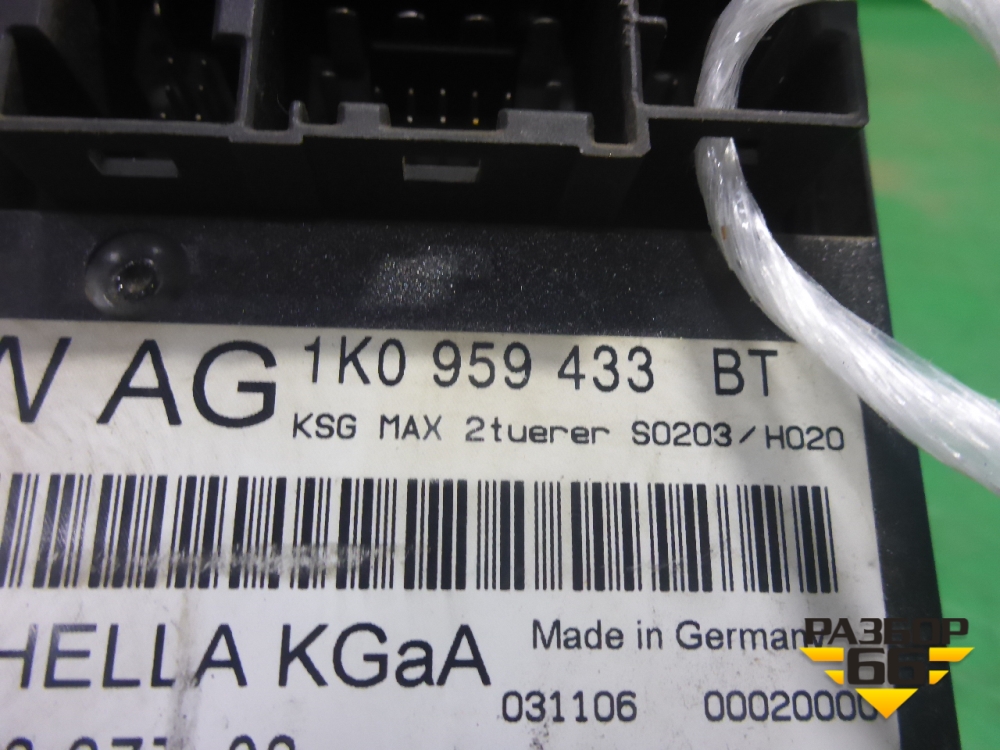 AG 1K0 959 433 BT
KSG MAX 2tuerer S0203/H020
HELLA KGaA
Made in Germany
031106 00020000
РАЗБОР
66